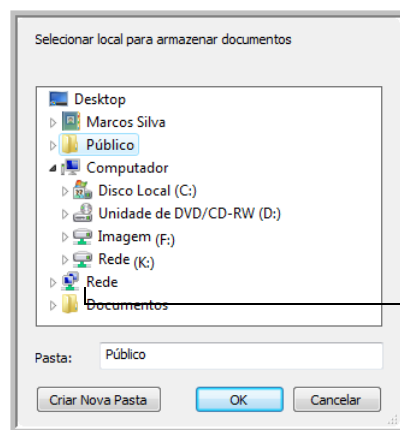 Selecionar local para armazenar documentos
Desktop
Marcos Silva
Público
Computador
Disco Local (C:)
Unidade de DVD/CD-RW (D:)
Imagem (F:)
Rede (K:)
Rede
Documentos
Pasta: Público
Criar Nova Pasta OK Cancelar